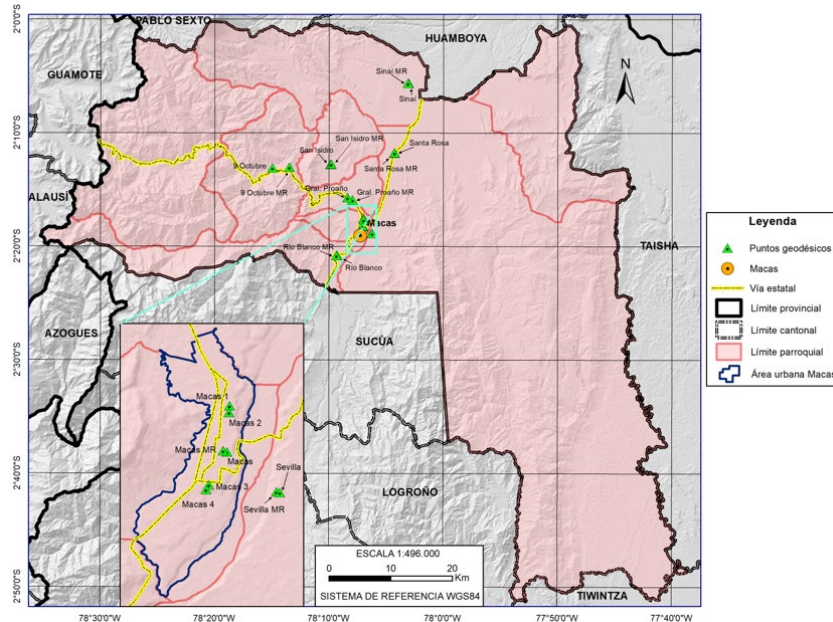 2°0'0"S
PABLO SEXTO
HUAMBOYA
GUAMOTE
Sinaí MR
Sinaí
N
2°10'0"S
San Isidro MR
San Isidro
Santa Rosa
9 Octubre
Santa Rosa MR
9 Octubre MR
Gral. Proaño
Gral. Proaño MR
ALAUSÍ
Macas
2°20'0"S
Río Blanco MR
Río Blanco
TAISHA
AZOGUES
SUCÚA
2°30'0"S
Macas 1
Macas 2
Macas MR
Macas
Sevilla
2°40'0"S
Macas 3
Macas 4
Sevilla MR
LOGROÑO
ESCALA 1:496.000
0 10 20
Km
SISTEMA DE REFERENCIA WGS84
2°50'0"S
TIWINTZA
78°30'0"W 78°20'0"W 78°10'0"W 78°0'0"W 77°50'0"W 77°40'0"W
Leyenda
Puntos geodésicos
Macas
Vía estatal
Límite provincial
Límite cantonal
Límite parroquial
Área urbana Macas